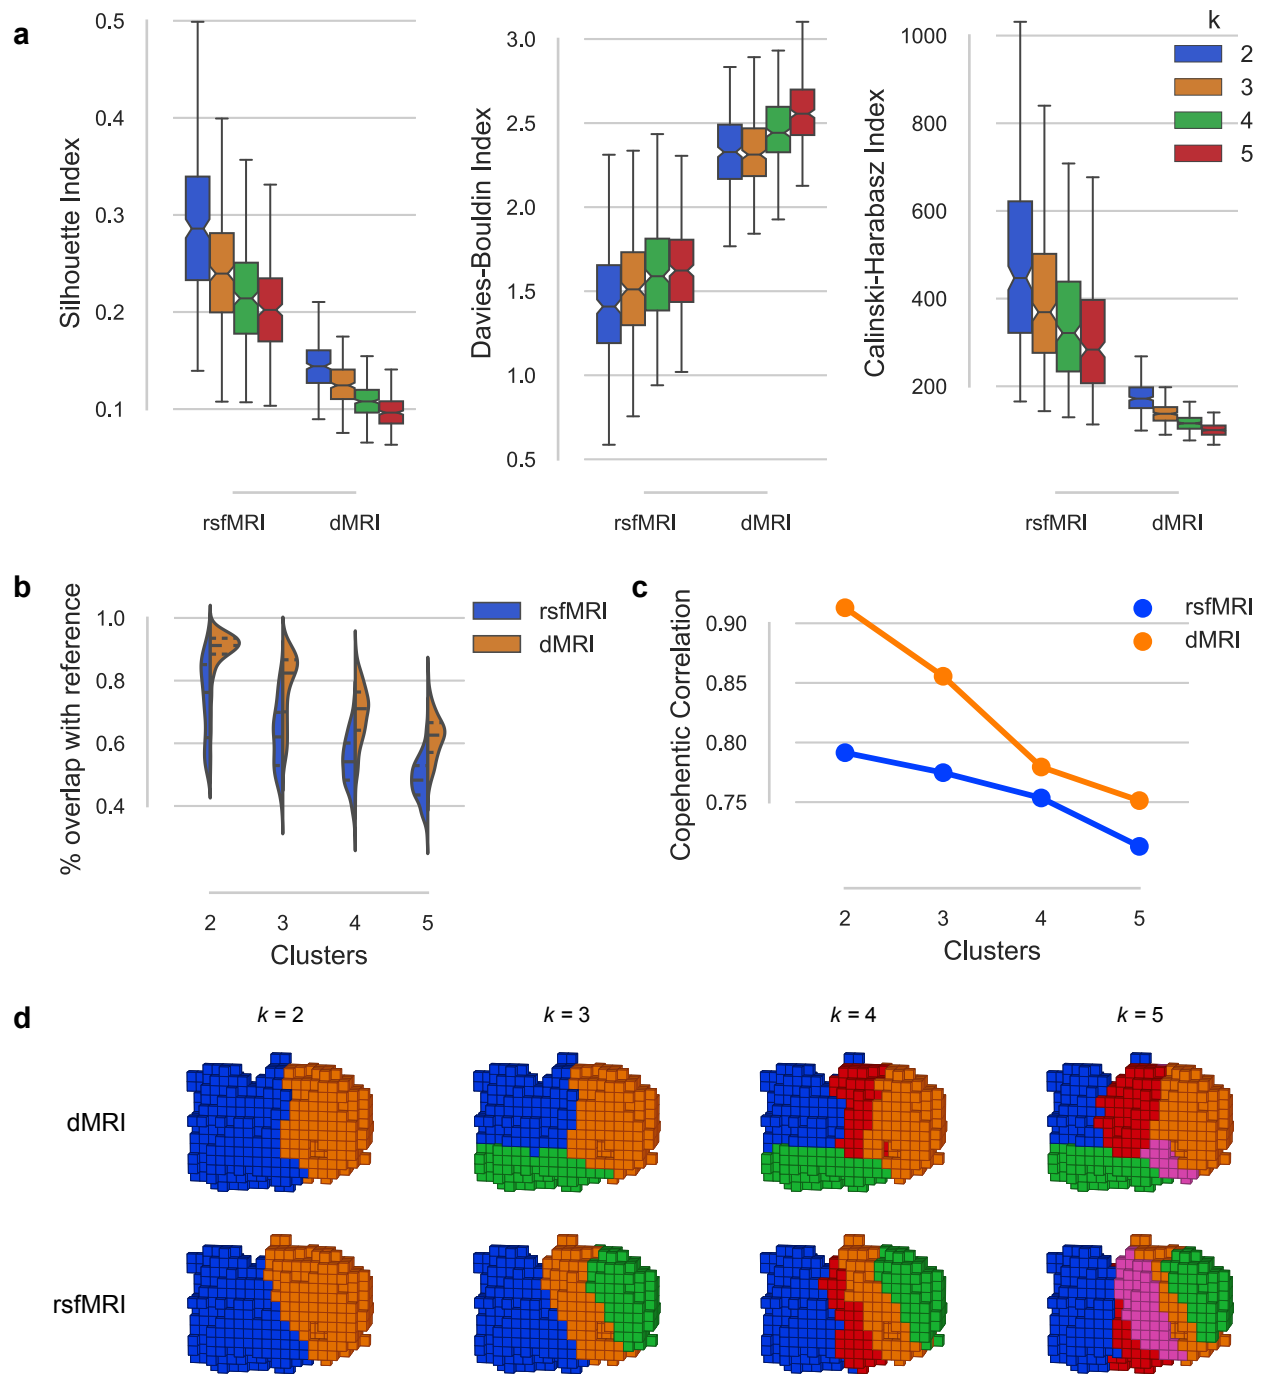 a
Silhouette Index
0.5
0.4
0.3
0.2
0.1
rsfMRI
dMRI
Davies-Bouldin Index
3.0
2.5
2.0
1.5
1.0
0.5
rsfMRI
dMRI
Calinski-Harabasz Index
1000
800
600
400
200
rsfMRI
dMRI
k
2
3
4
5
b
% overlap with reference
1.0
0.8
0.6
0.4
2
3
4
5
Clusters
rsfMRI
dMRI
c
Copehentic Correlation
0.90
0.85
0.80
0.75
2
3
4
5
Clusters
rsfMRI
dMRI
d
k = 2
k = 3
k = 4
k = 5
dMRI
rsfMRI